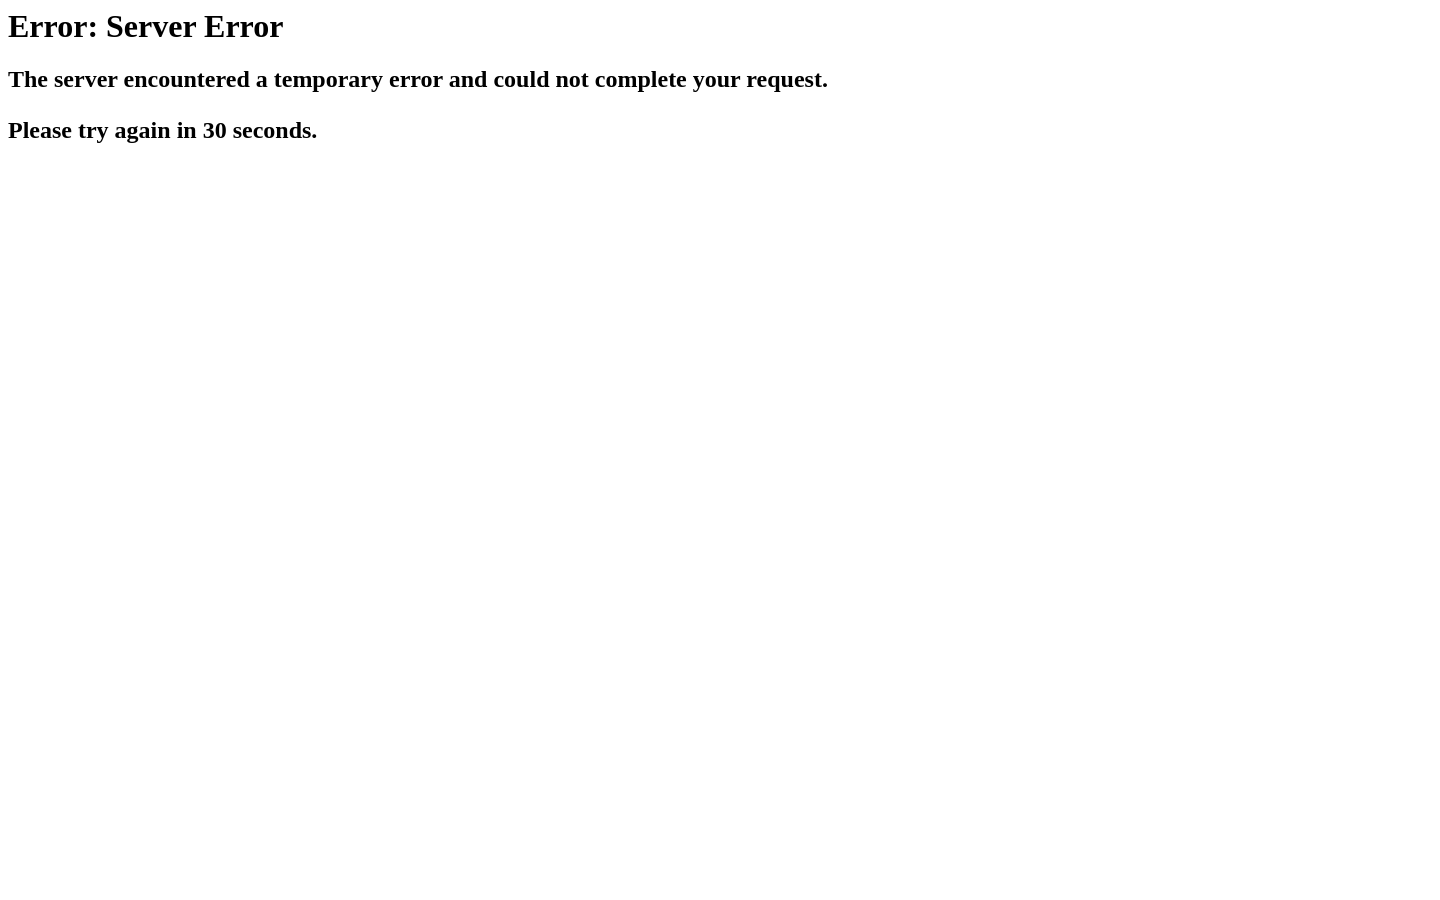 Error: Server Error
The server encountered a temporary error and could not complete your request.
Please try again in 30 seconds.